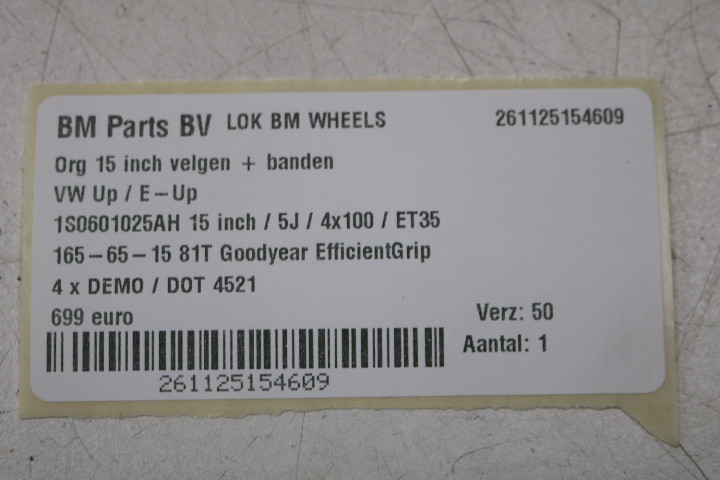 BM Parts BV LOK BM WHEELS 261125154609
Org 15 inch velgen + banden
VW Up / E-Up
1S0601025AH 15 inch / 5J / 4x100 / ET35
165-65-15 81T Goodyear EfficientGrip
4 x DEMO / DOT 4521
699 euro Verz: 50
Aantal: 1
261125154609